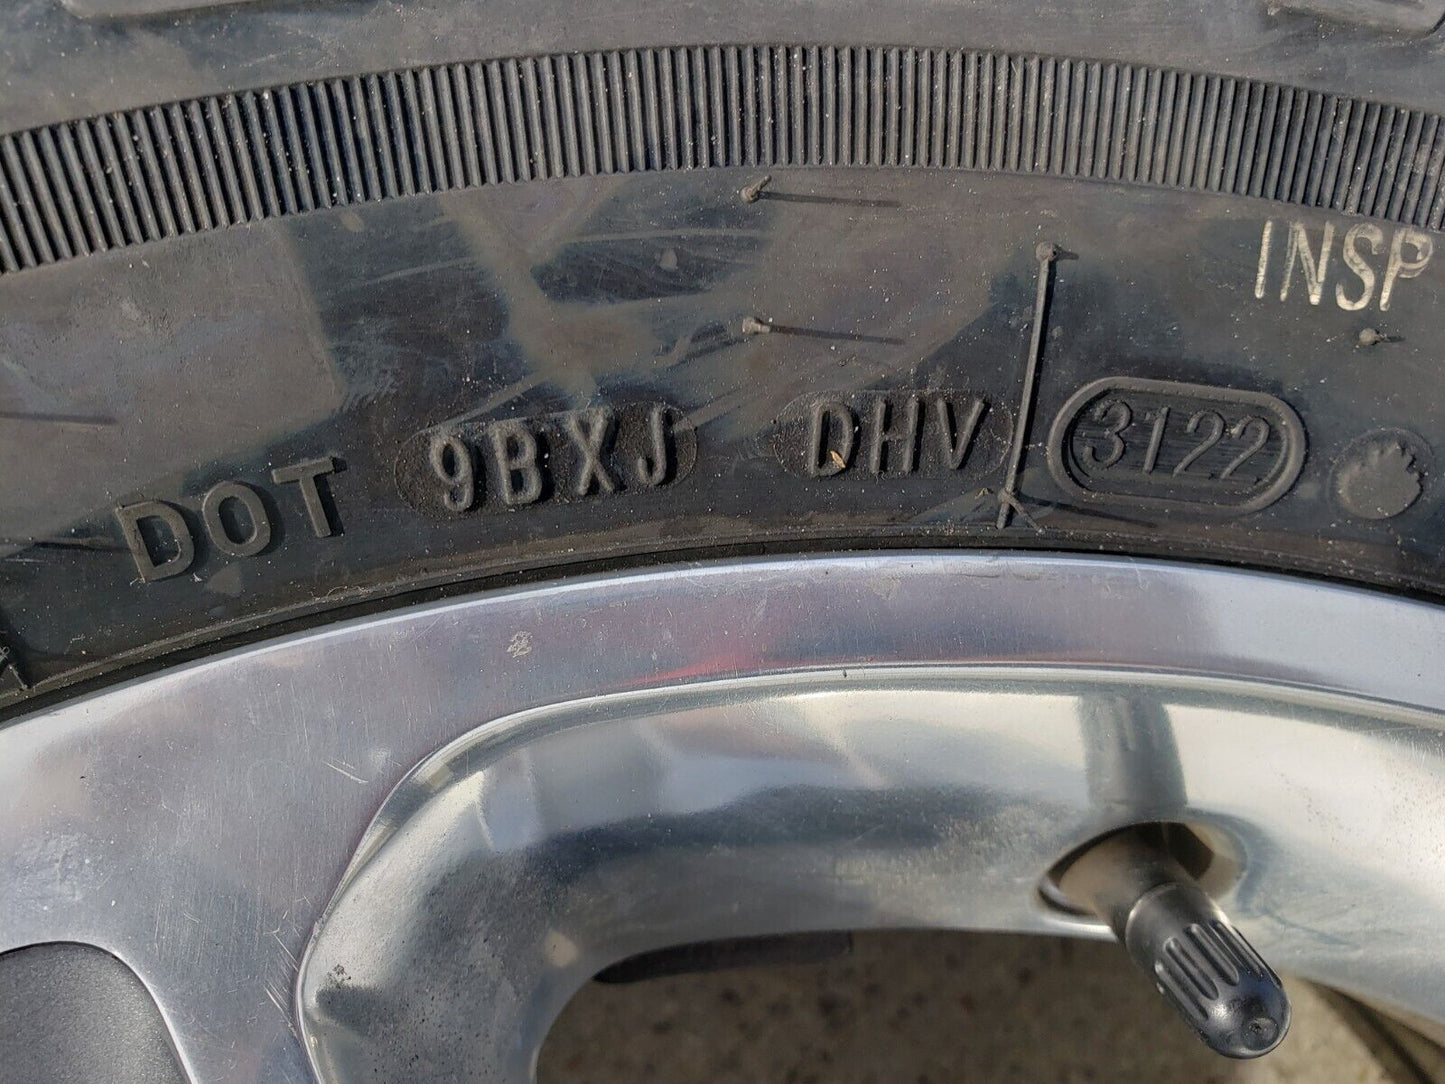 INSP
DOT 9BXJ DHV 3122